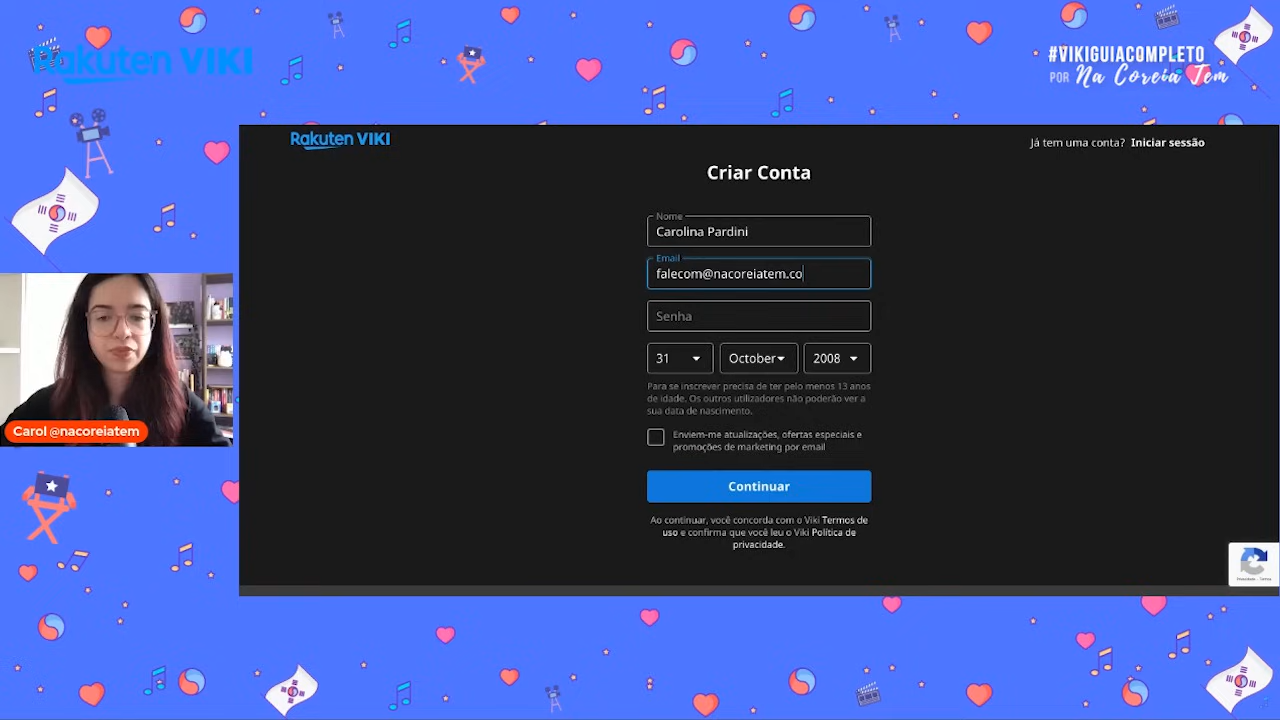 Rakuten VIKI
#VIKIGUIACOMPLETO
POR Na Coreia Tem
Rakuten VIKI
Já tem uma conta? Iniciar sessão
Criar Conta
Nome
Carolina Pardini
Email
falecom@nacoreiatem.co
Senha
31 October 2008
Para se inscrever precisa de ter pelo menos 13 anos
de idade. Os outros utilizadores não poderão ver a
sua data de nascimento.
Enviem-me atualizações, ofertas especiais e
promoções de marketing por email
Continuar
Ao continuar, você concorda com o Viki Termos de
uso e confirma que você leu o Viki Política de
privacidade.
Carol @nacoreiatem